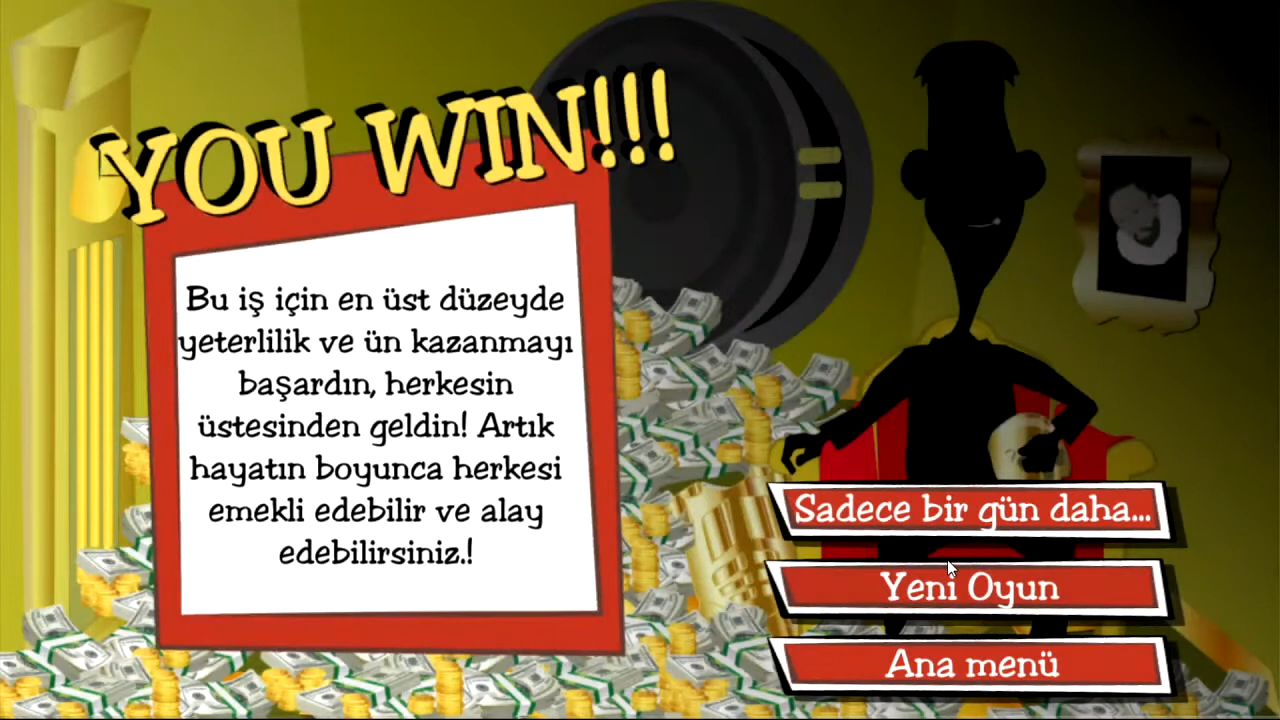 YOU WIN!!!
Bu iş için en üst düzeyde
yeterlilik ve ün kazanmayı
başardın, herkesin
üstesinden geldin! Artık
hayatın boyunca herkesi
emekli edebilir ve alay
edebilirsiniz.!
Sadece bir gün daha...
Yeni Oyun
Ana menü